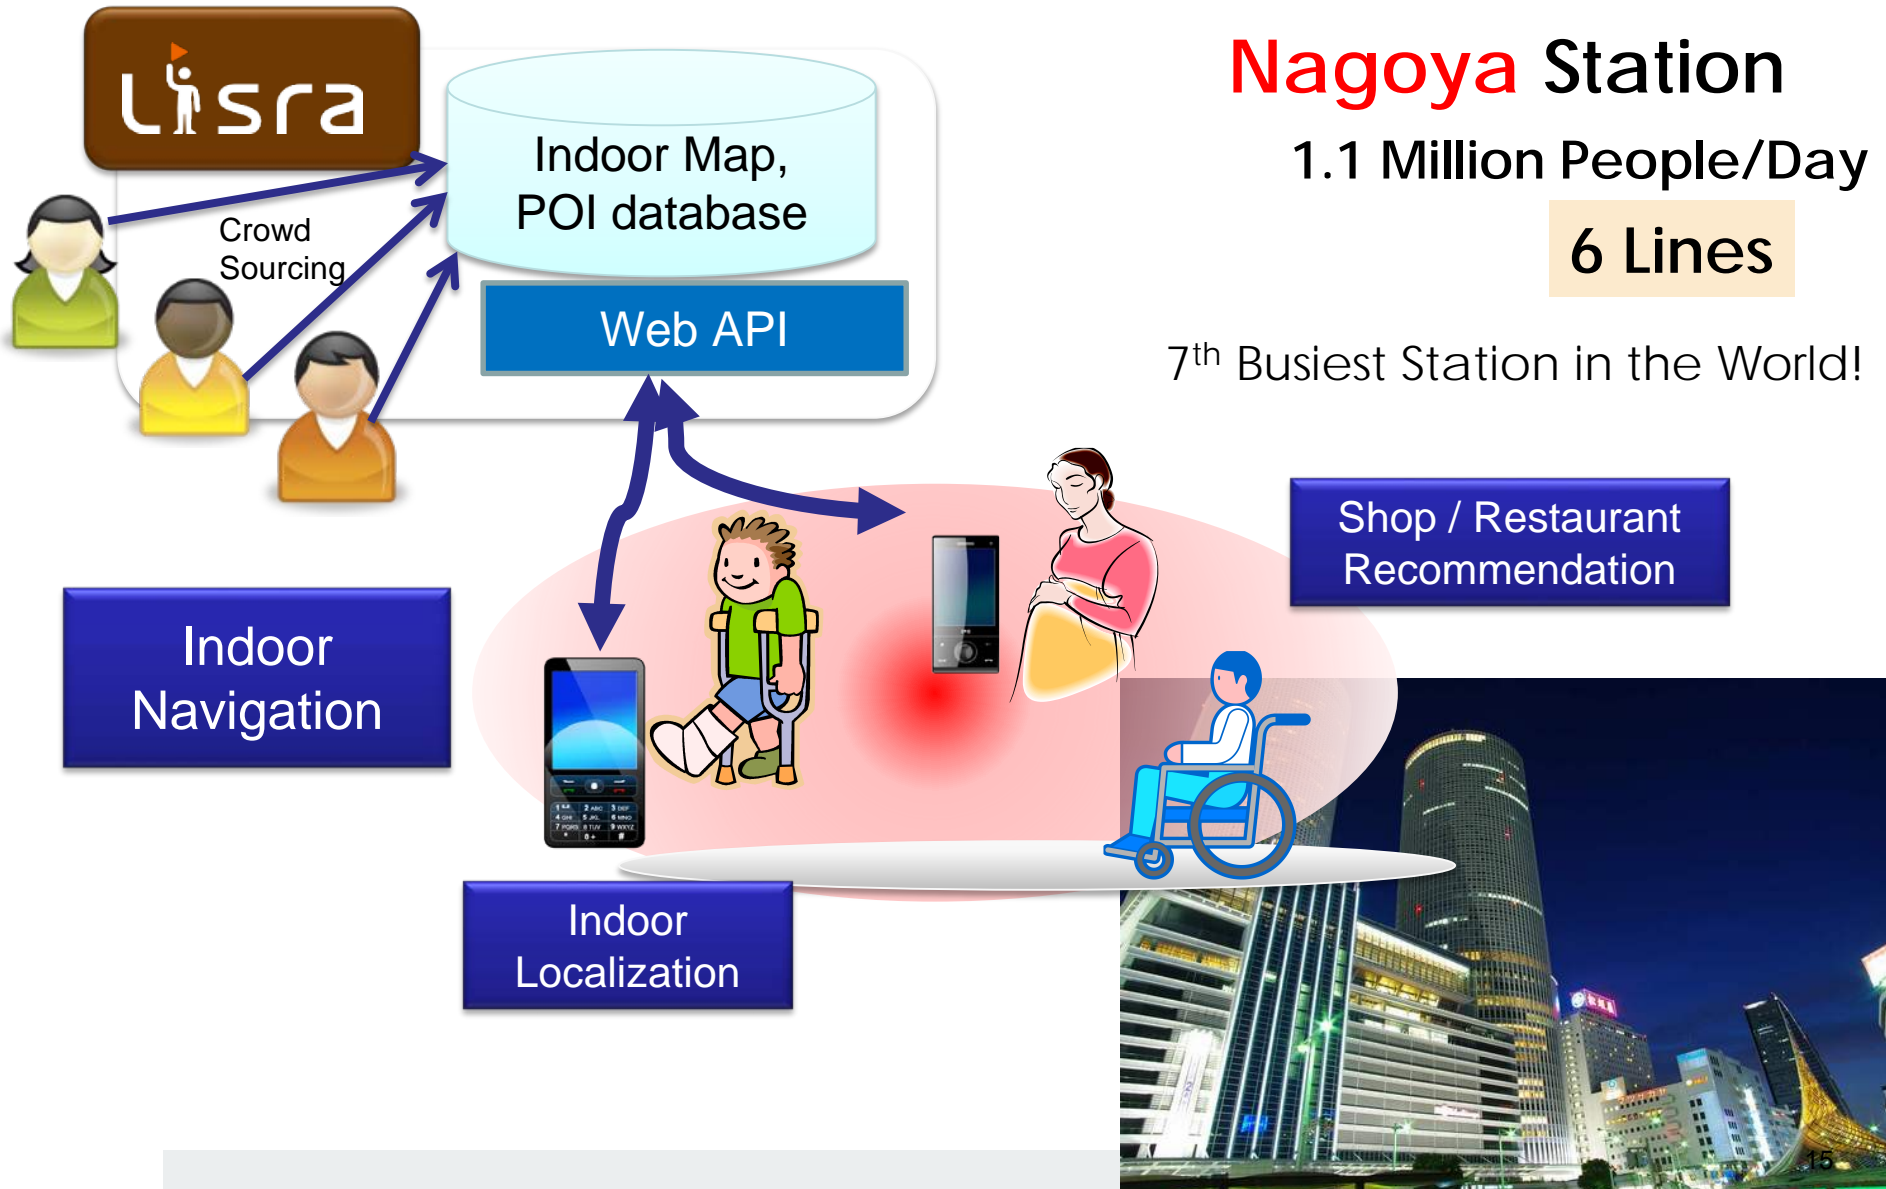 Lisra
Nagoya Station
1.1 Million People/Day
6 Lines
7th Busiest Station in the World!
Indoor Map,
POI database
Crowd
Sourcing
Web API
Shop / Restaurant
Recommendation
Indoor
Navigation
Indoor
Localization
15